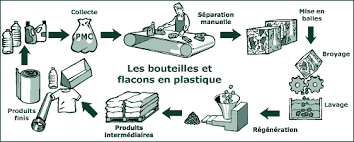 Collecte
PMC
Séparation
manuelle
Mise en
balles
Les bouteilles et
flacons en plastique
Broyage
Lavage
Régénération
Produits
Intermédiaires
Produits
finis